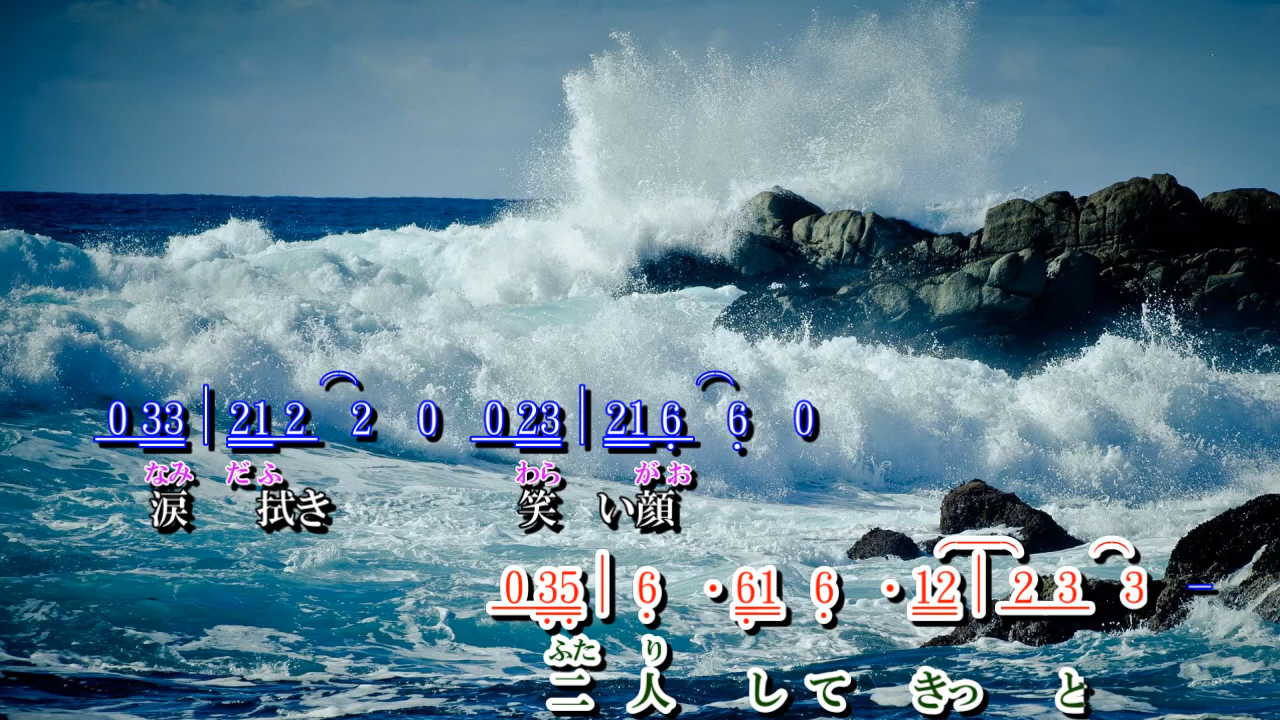 0 33 | 21 2 2 0 0 23 | 21 6 6 0
なみ だ ふ わら がお
涙 拭き 笑い顔
0 35 | 6 · 61 6 · 12 | 2 3 3 –
ふた り
二人して きっと